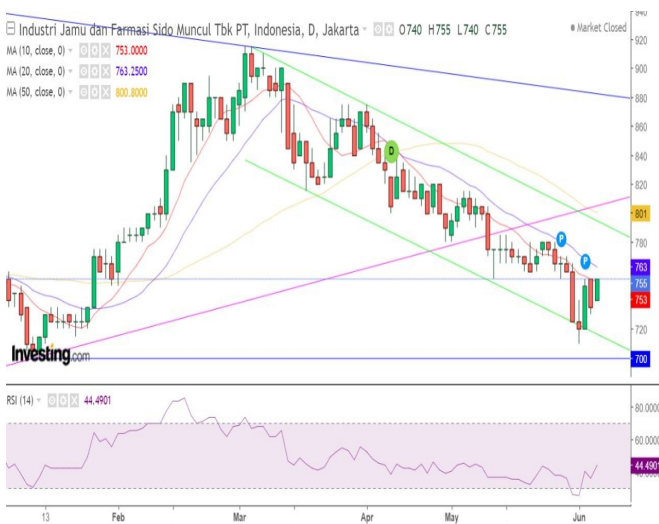 Industri Jamu dan Farmasi Sido Muncul Tbk PT, Indonesia, D, Jakarta O740 H755 L740 C755
Market Closed
MA (10, close, 0) 753.0000
MA (20, close, 0) 763.2500
MA (50, close, 0) 800.8000
940
920
900
880
860
840
820
801
780
763
755
753
720
700
D
P
P
Investing.com
RSI (14) 44.4901
80.0000
60.0000
44.4901
13 Feb Mar Apr May Jun